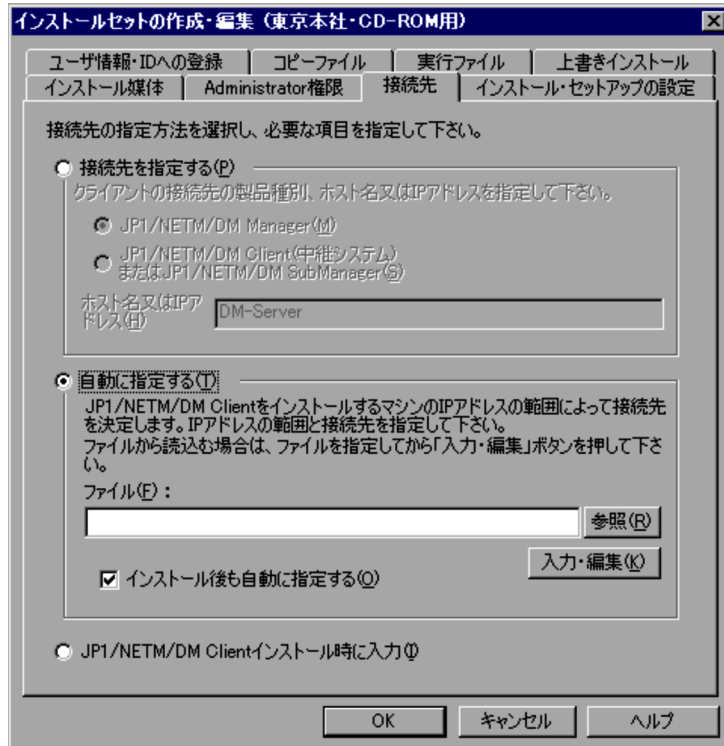 インストールセットの作成・編集(東京本社・CD-ROM用)
ユーザ情報・IDへの登録
コピーファイル
実行ファイル
上書きインストール
インストール媒体
Administrator権限
接続先
インストール・セットアップの設定
接続先の指定方法を選択し、必要な項目を指定して下さい。
接続先を指定する(P)
クライアントの接続先の製品種別、ホスト名又はIPアドレスを指定して下さい。
JP1/NETM/DM Manager(M)
JP1/NETM/DM Client(中継システム)
またはJP1/NETM/DM SubManager(S)
ホスト名又はIPア
ドレス(H)
DM-Server
自動に指定する(T)
JP1/NETM/DM ClientをインストールするマシンのIPアドレスの範囲によって接続先
を決定します。IPアドレスの範囲と接続先を指定して下さい。
ファイルから読込む場合は、ファイルを指定してから「入力・編集」ボタンを押して下さ
い。
ファイル(F):
参照(R)
入力・編集(K)
インストール後も自動に指定する(O)
JP1/NETM/DM Clientインストール時に入力(I)
OK
キャンセル
ヘルプ